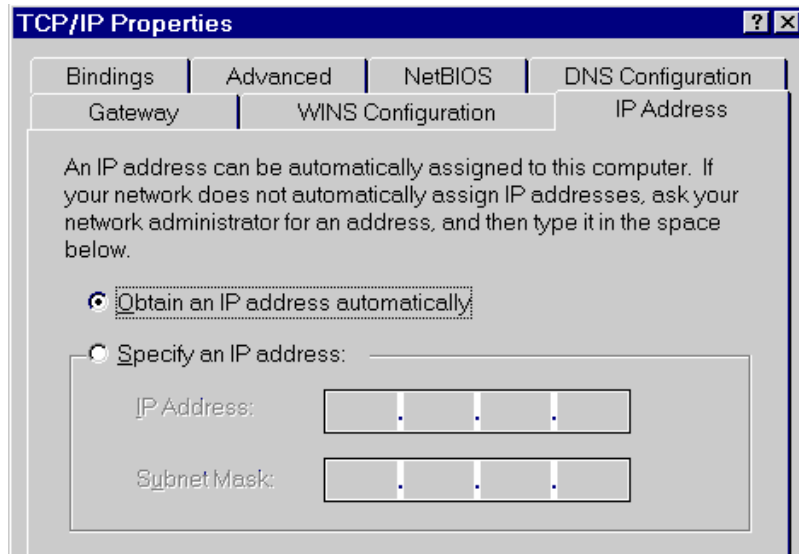 TCP/IP Properties
Bindings Advanced NetBIOS DNS Configuration
Gateway WINS Configuration IP Address
An IP address can be automatically assigned to this computer. If
your network does not automatically assign IP addresses, ask your
network administrator for an address, and then type it in the space
below.
Obtain an IP address automatically
Specify an IP address:
IP Address:
Subnet Mask: